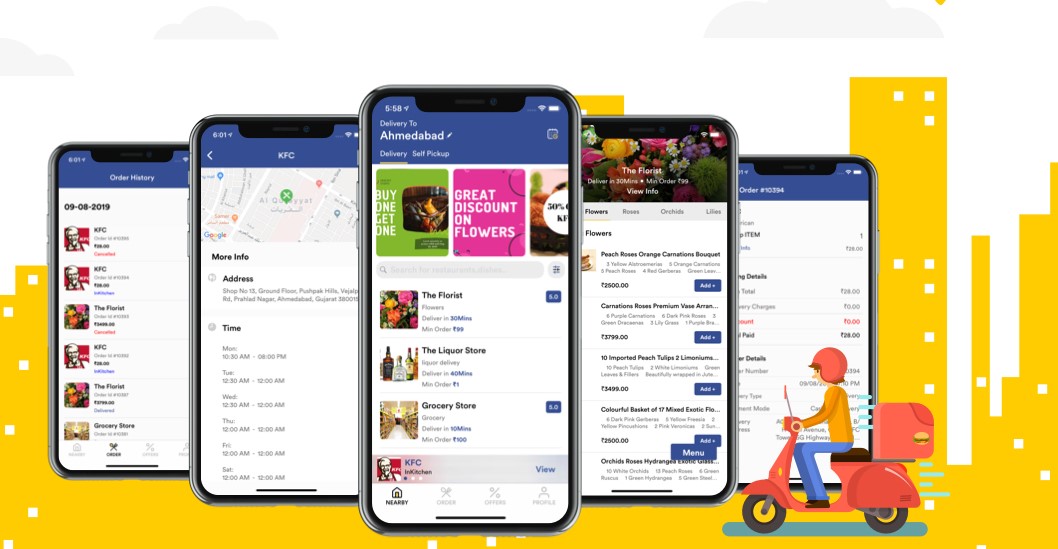 6:01
Order History
09-08-2019
KFC
Order Id #10395
₹28.00
Cancelled
KFC
Order Id #10394
₹28.00
InKitchen
The Florist
Order Id #10393
₹3499.00
Cancelled
KFC
Order Id #10392
₹28.00
InKitchen
The Florist
Order Id #10387
₹3799.00
Delivered
Grocery Store
Order Id #10381
NEARBY
ORDER
OFFERS
6:01
KFC
Google
More Info
Address
Shop No 13, Ground Floor, Pushpak Hills, Vejalp
Rd, Prahlad Nagar, Ahmedabad, Gujarat 380015
Time
Mon:
10:30 AM - 08:00 PM
Tue:
12:30 AM - 12:00 AM
Wed:
12:30 AM - 12:00 AM
Thu:
12:00 AM - 12:00 AM
Fri:
12:00 AM - 12:00 AM
Sat:
12:00 AM - 12:00 AM
5:58
Delivery To
Ahmedabad
Delivery Self Pickup
BUY
ONE
GET
ONE
GREAT
DISCOUNT
ON
FLOWERS
50%
KF
Search for restaurants,dishes...
The Florist
5.0
Flowers
Deliver in 30Mins
Min Order ₹99
The Liquor Store
liquor delivey
Deliver in 40Mins
Min Order ₹1
Grocery Store
5.0
Grocery
Deliver in 10Mins
Min Order ₹100
KFC
InKitchen
View
NEARBY
ORDER
OFFERS
PROFILE
The Florist
Deliver in 30Mins • Min Order ₹99
View Info
Flowers Roses Orchids Lilies
Flowers
Peach Roses Orange Carnations Bouquet
3 Yellow Alstroemerias 5 Orange Carnations
5 Peach Roses 4 Red Gerberas Green Leav...
₹2500.00
Add +
Carnations Roses Premium Vase Arran...
6 Purple Carnations 6 Dark Pink Roses 3
Green Dracaenas 3 Lily Grass 1 Purple Bra...
₹3799.00
Add +
10 Imported Peach Tulips 2 Limoniums...
10 Peach Tulips 2 White Limoniums Green
Leaves & Fillers Beautifully wrapped in Jute...
₹3499.00
Add +
Colourful Basket of 17 Mixed Exotic Flo...
6 Dark Pink Gerberas 5 Yellow Freesia 2
Yellow Pincushions 2 Pink Veronicas 2 Sun...
₹2500.00
Add +
Menu
Orchids Roses Hydrangea Exotic Glass...
10 White Orchids 13 Peach Roses 6 Green
Ruscus 1 Green Hydrangea 5 Green Steel...
Order #10394
ITEM
1
Info
₹28.00
Details
Total
₹28.00
Charges
₹0.00
ount
₹0.00
Paid
₹28.00
er Details
r Number
0394
09/08/
10 PM
ery Type
ment Mode